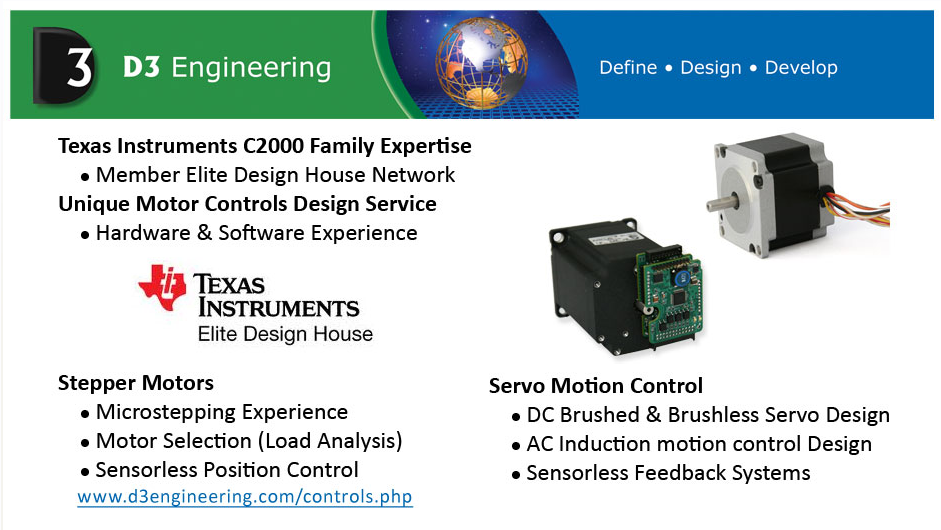 3
D3 Engineering
Define • Design • Develop
Texas Instruments C2000 Family Expertise
• Member Elite Design House Network
Unique Motor Controls Design Service
• Hardware & Software Experience
TEXAS
INSTRUMENTS
Elite Design House
Stepper Motors
• Microstepping Experience
• Motor Selection (Load Analysis)
• Sensorless Position Control
www.d3engineering.com/controls.php
Servo Motion Control
• DC Brushed & Brushless Servo Design
• AC Induction motion control Design
• Sensorless Feedback Systems